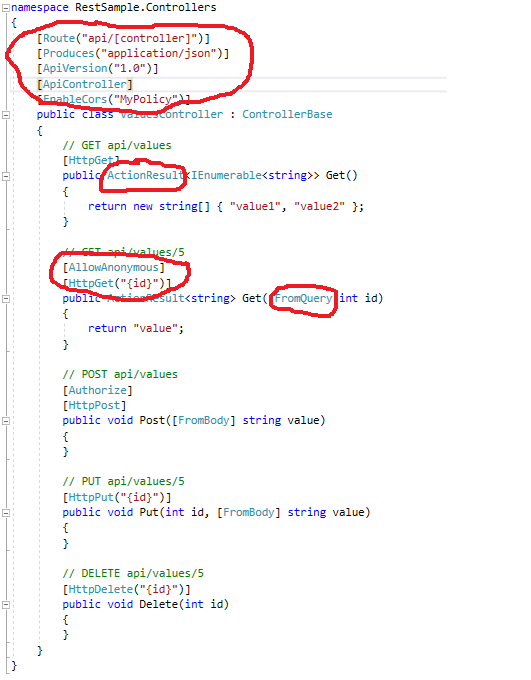 namespace RestSample.Controllers
{
[Route("api/[controller]")]
[Produces("application/json")]
[ApiVersion("1.0")]
[ApiController]
[EnableCors("MyPolicy")]
public class ValuesController : ControllerBase
{
// GET api/values
[HttpGet]
public ActionResult<IEnumerable<string>> Get()
{
return new string[] { "value1", "value2" };
}
// GET api/values/5
[AllowAnonymous]
[HttpGet("{id}")]
public ActionResult<string> Get([FromQuery] int id)
{
return "value";
}
// POST api/values
[Authorize]
[HttpPost]
public void Post([FromBody] string value)
{
}
// PUT api/values/5
[HttpPut("{id}")]
public void Put(int id, [FromBody] string value)
{
}
// DELETE api/values/5
[HttpDelete("{id}")]
public void Delete(int id)
{
}
}
}